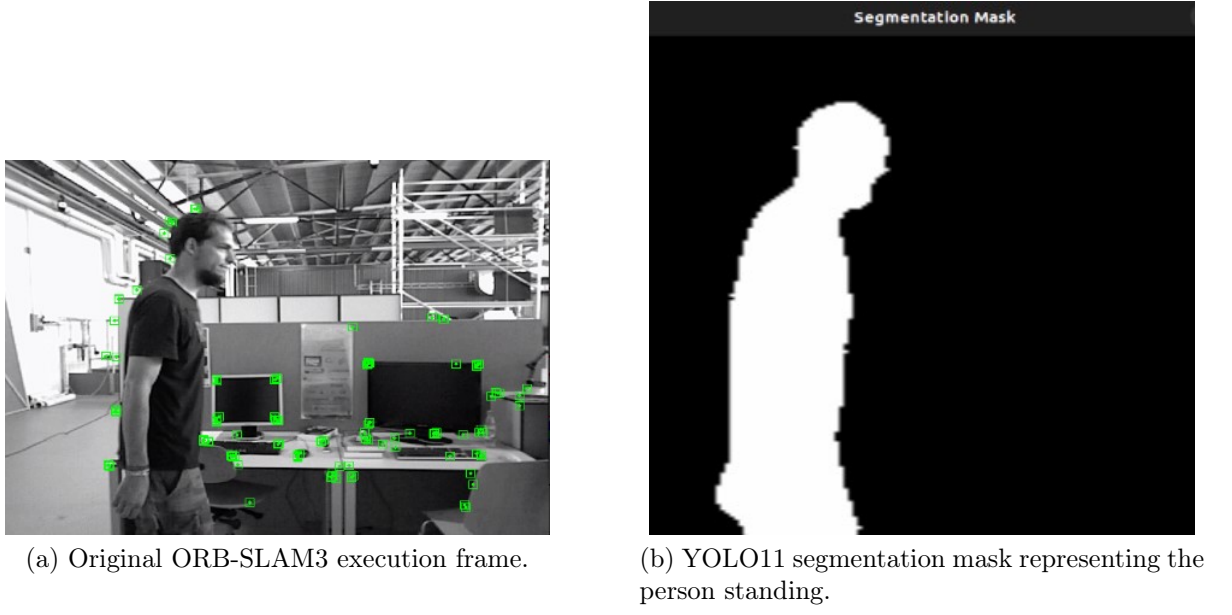 Segmentation Mask
(a) Original ORB-SLAM3 execution frame.
(b) YOLO11 segmentation mask representing the
person standing.